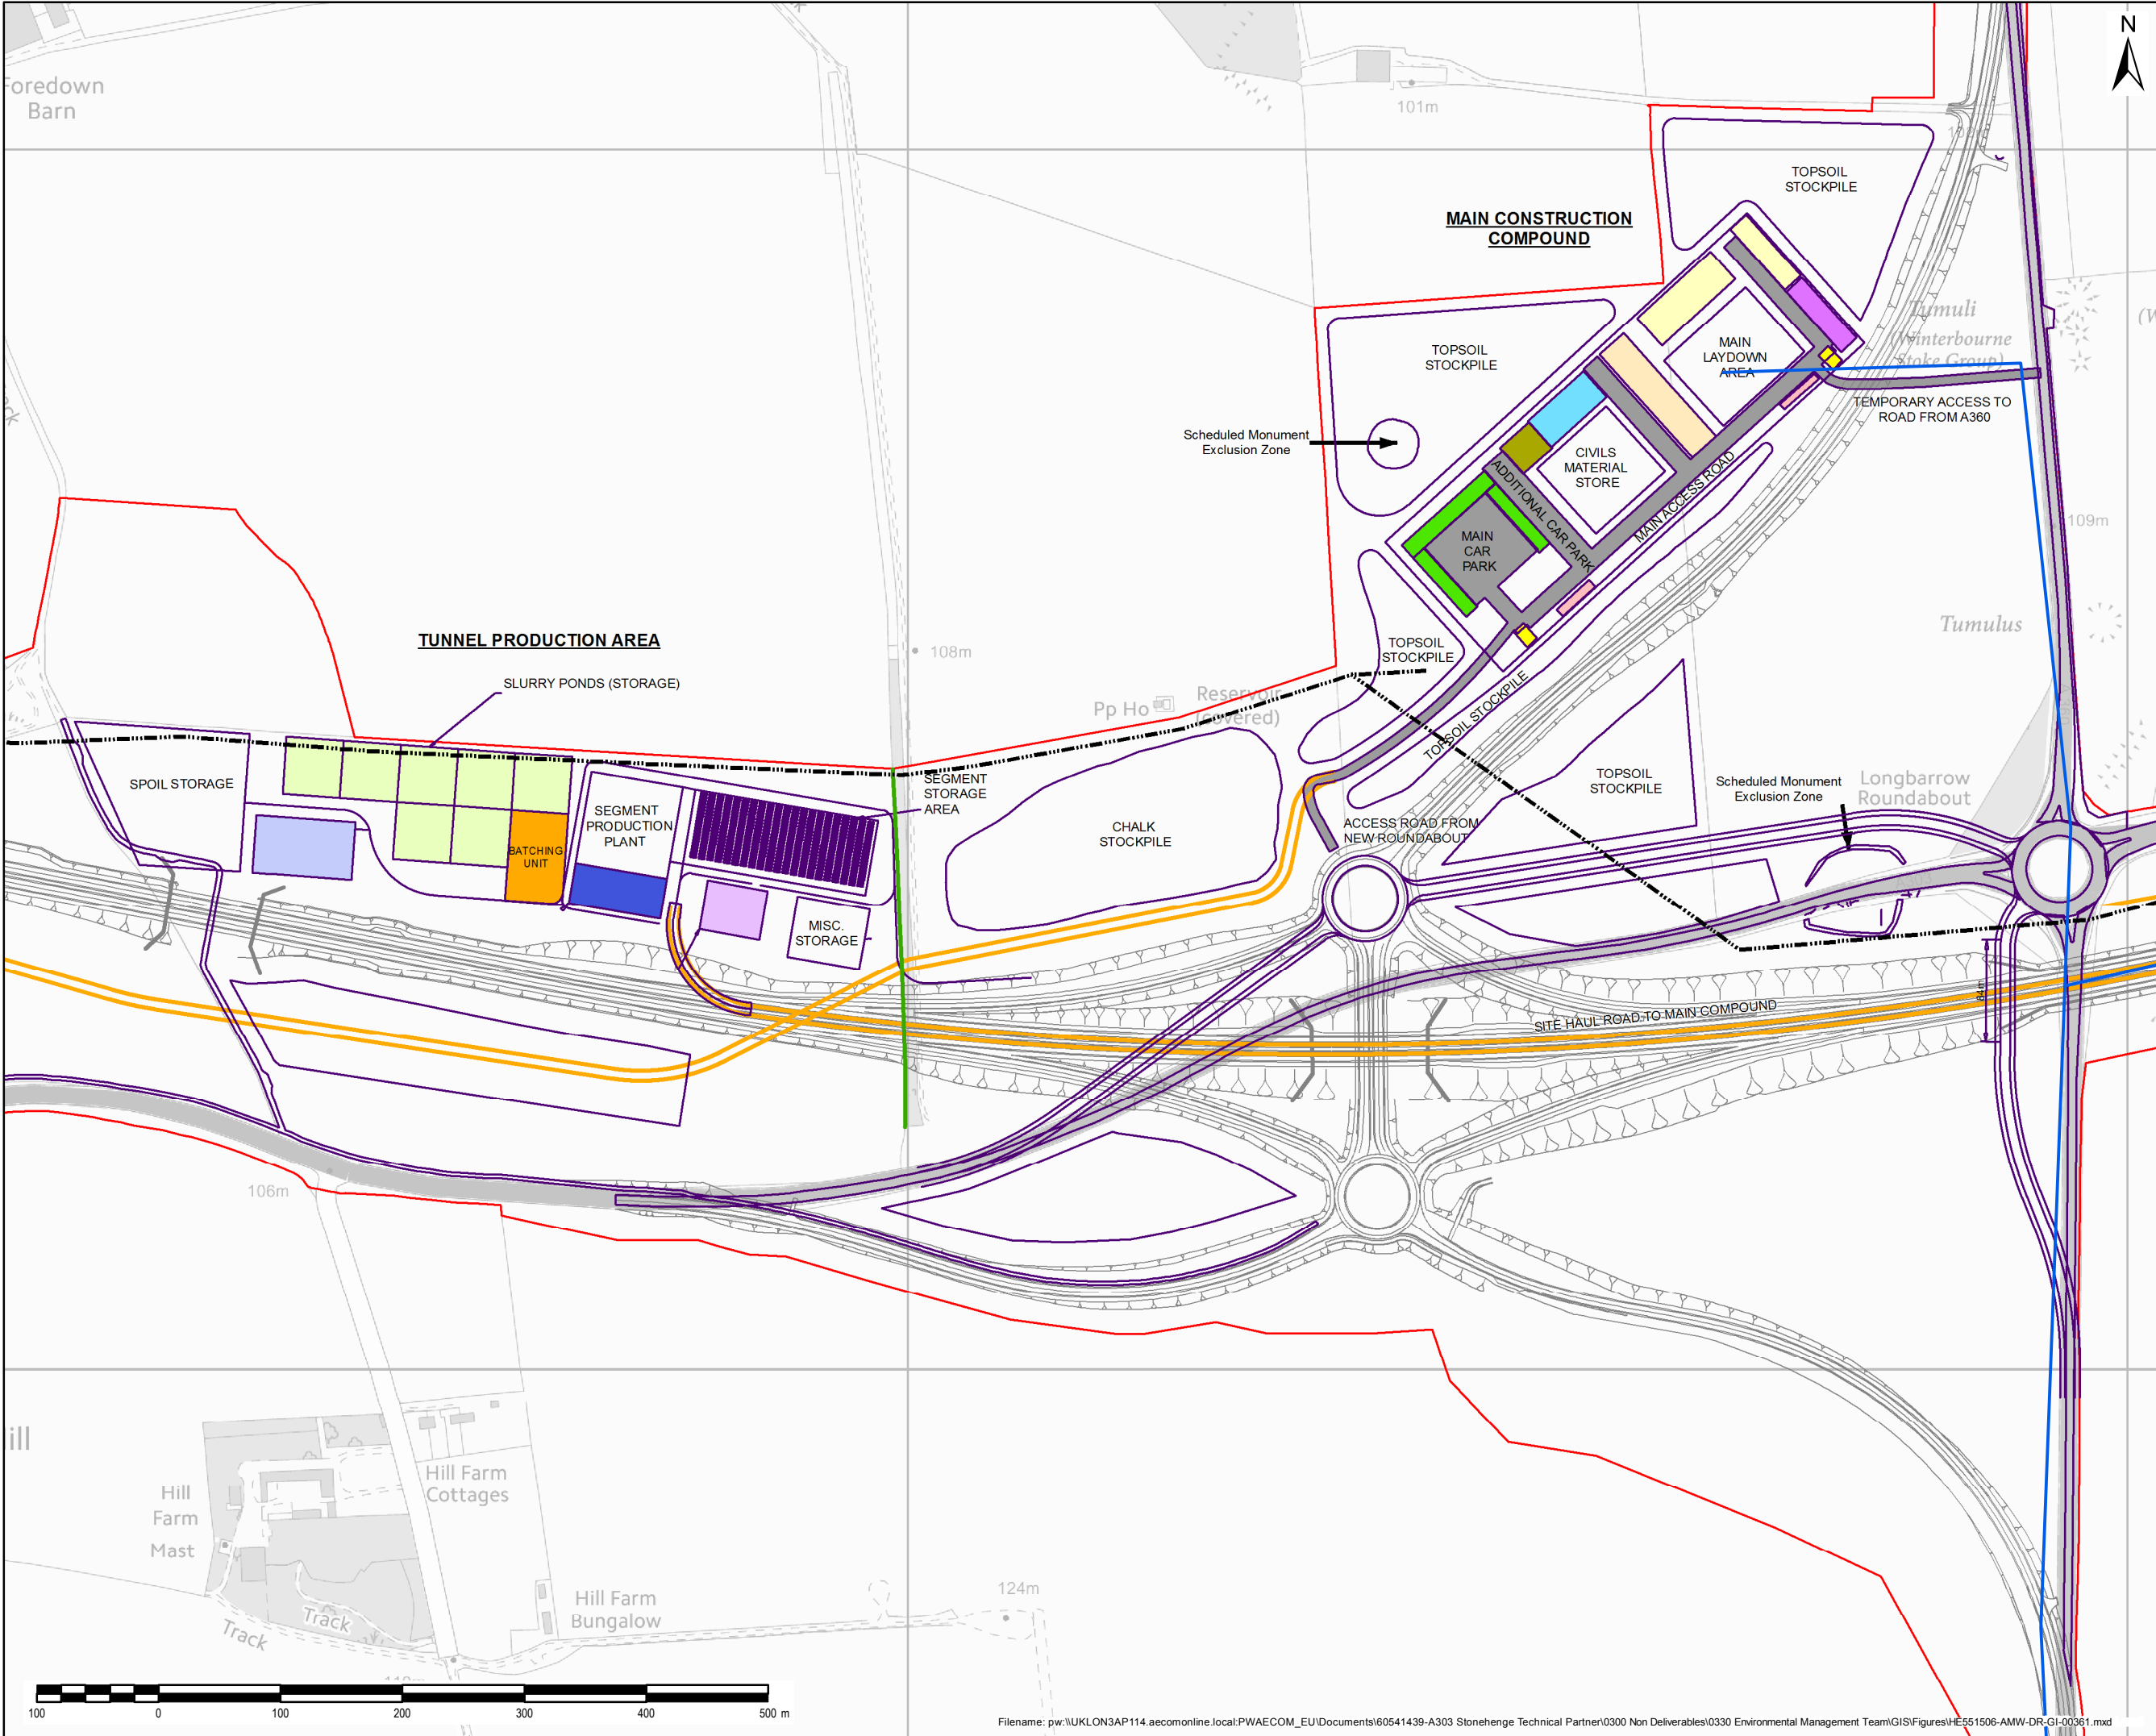 N
Foredown
Barn
101m
TOPSOIL
STOCKPILE
MAIN CONSTRUCTION
COMPOUND
Tumuli
(Winterbourne
Stoke Group)
TOPSOIL
STOCKPILE
MAIN
LAYDOWN
AREA
TEMPORARY ACCESS TO
ROAD FROM A360
Scheduled Monument
Exclusion Zone
CIVILS
MATERIAL
STORE
ADDITIONAL CAR PARK
MAIN ACCESS ROAD
109m
MAIN
CAR
PARK
Tumulus
TUNNEL PRODUCTION AREA
108m
TOPSOIL
STOCKPILE
SLURRY PONDS (STORAGE)
Pp Ho
Reservoir
(covered)
TOPSOIL STOCKPILE
SPOIL STORAGE
SEGMENT
STORAGE
AREA
TOPSOIL
STOCKPILE
Scheduled Monument
Exclusion Zone
Longbarrow
Roundabout
SEGMENT
PRODUCTION
PLANT
CHALK
STOCKPILE
ACCESS ROAD FROM
NEW ROUNDABOUT
BATCHING
UNIT
MISC.
STORAGE
84m
SITE HAUL ROAD TO MAIN COMPOUND
106m
ill
Hill Farm
Cottages
Hill
Farm
Mast
Hill Farm
Bungalow
124m
Track
Track
100 0 100 200 300 400 500 m
Filename: pw:\\UKLON3AP114.aecomonline.local:PWAECOM_EU\Documents\60541439-A303 Stonehenge Technical Partner\0300 Non Deliverables\0330 Environmental Management Team\GIS\Figures\HE551506-AMW-DR-GI-00361.mxd